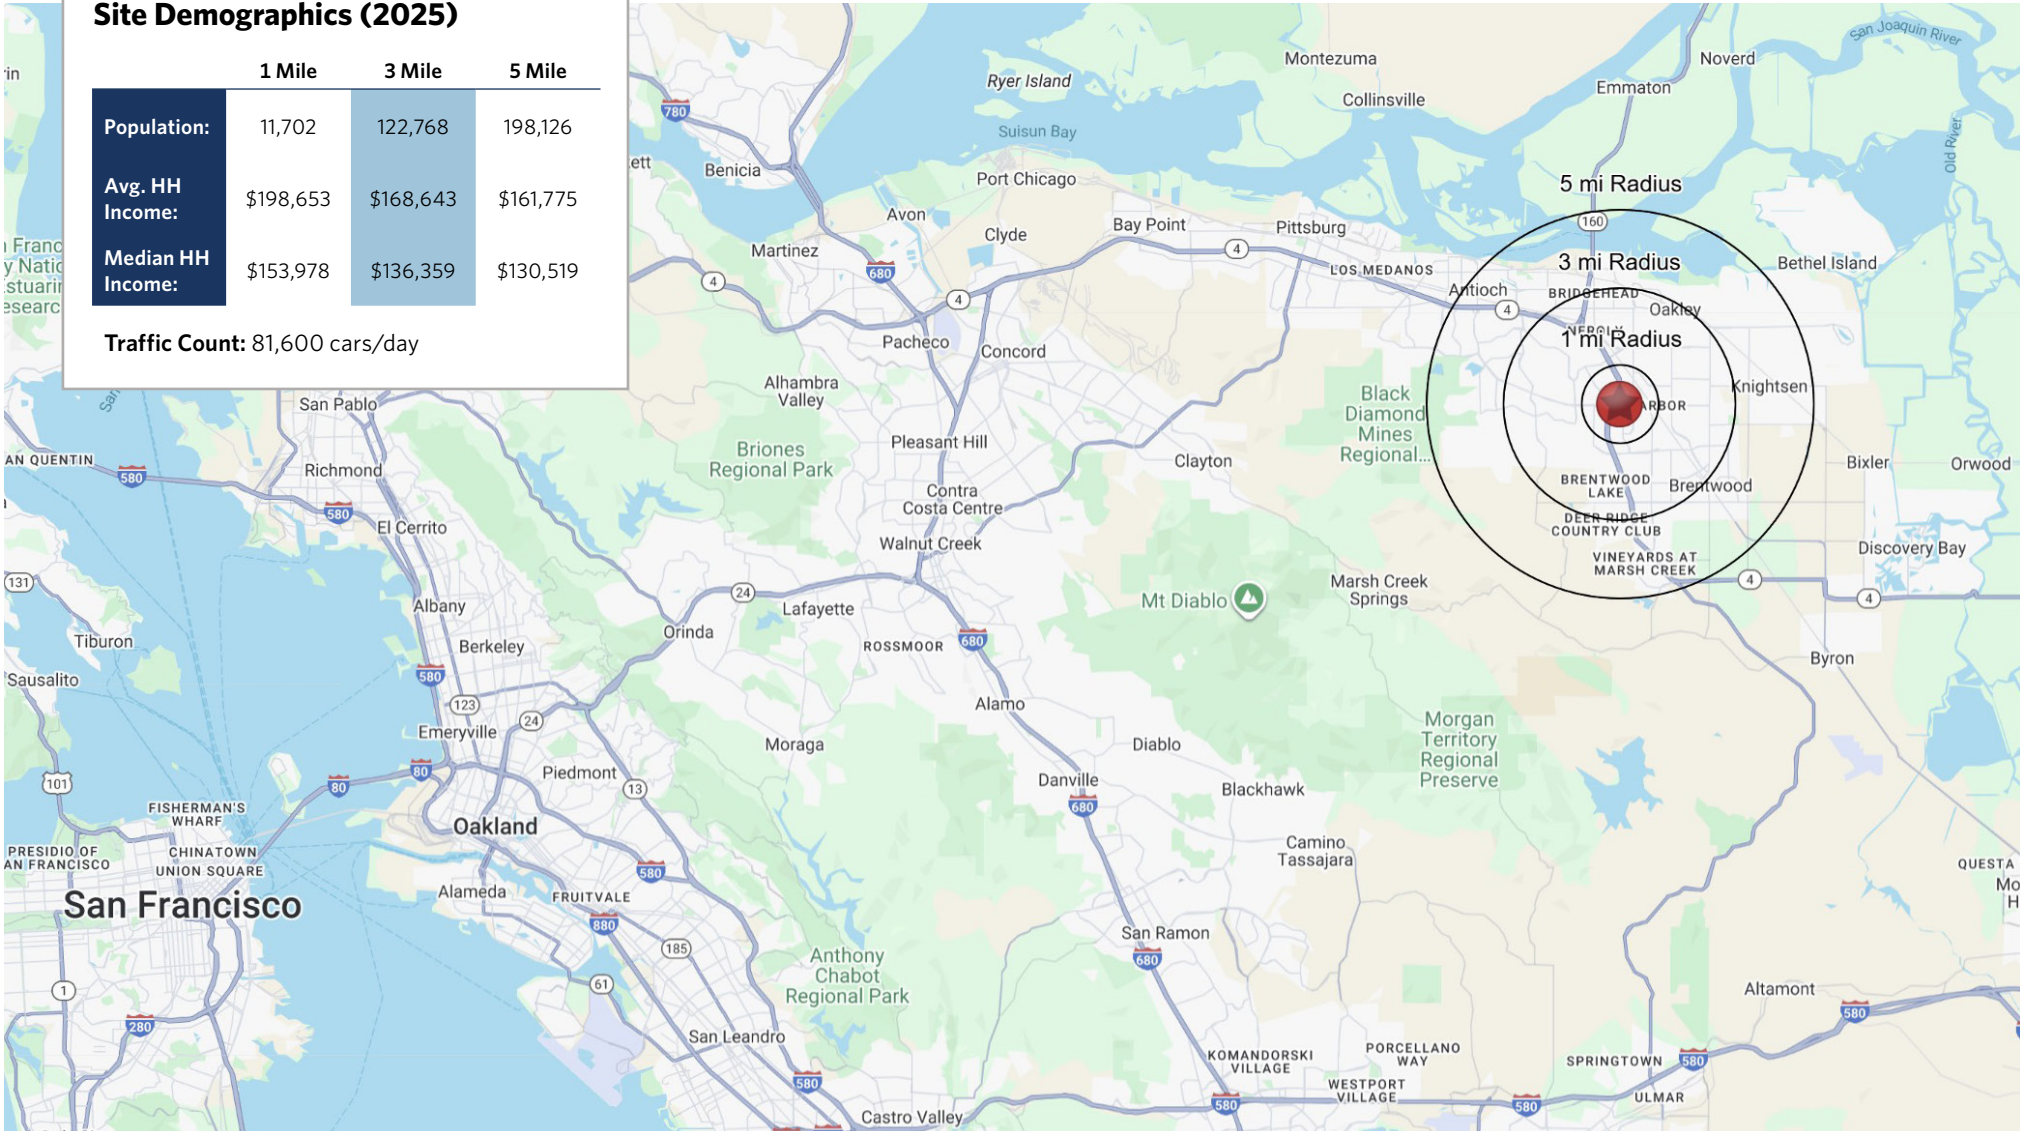 Site Demographics (2025)
1 Mile 3 Mile 5 Mile
Population: 11,702 122,768 198,126
Avg. HH
Income: $198,653 $168,643 $161,775
Median HH
Income: $153,978 $136,359 $130,519
Traffic Count: 81,600 cars/day
San Joaquin River
Noverd
Montezuma
Ryer Island
Emmaton
Collinsville
780
Suisun Bay
Old River
Benicia
Port Chicago
5 mi Radius
Avon
160
Bay Point
Pittsburg
Clyde
Martinez
4
3 mi Radius
Bethel Island
LOS MEDANOS
680
4
Antioch
BRIDGEHEAD
4
4
Oakley
NEROLY
1 mi Radius
Pacheco
Concord
Alhambra
Valley
Knightsen
Black
Diamond
Mines
Regional...
San Pablo
ARBOR
Pleasant Hill
Briones
Regional Park
Clayton
AN QUENTIN
580
Richmond
Bixler
Orwood
BRENTWOOD
LAKE
Brentwood
Contra
Costa Centre
580
El Cerrito
DEER RIDGE
COUNTRY CLUB
Walnut Creek
Discovery Bay
VINEYARDS AT
MARSH CREEK
131
4
4
Marsh Creek
Springs
24
Mt Diablo
Albany
Lafayette
Orinda
Tiburon
Berkeley
ROSSMOOR
680
Byron
Sausalito
580
123
Alamo
24
Emeryville
Moraga
Diablo
Morgan
Territory
Regional
Preserve
80
Piedmont
Danville
101
80
13
Blackhawk
680
FISHERMAN'S
WHARF
Oakland
Camino
Tassajara
PRESIDIO OF
AN FRANCISCO
CHINATOWN
UNION SQUARE
580
QUESTA
Alameda
FRUITVALE
San Francisco
880
San Ramon
185
680
Anthony
Chabot
Regional Park
61
1
Altamont
280
580
San Leandro
KOMANDORSKI
VILLAGE
PORCELLANO
WAY
SPRINGTOWN
580
580
WESTPORT
VILLAGE
ULMAR
580
580
Castro Valley